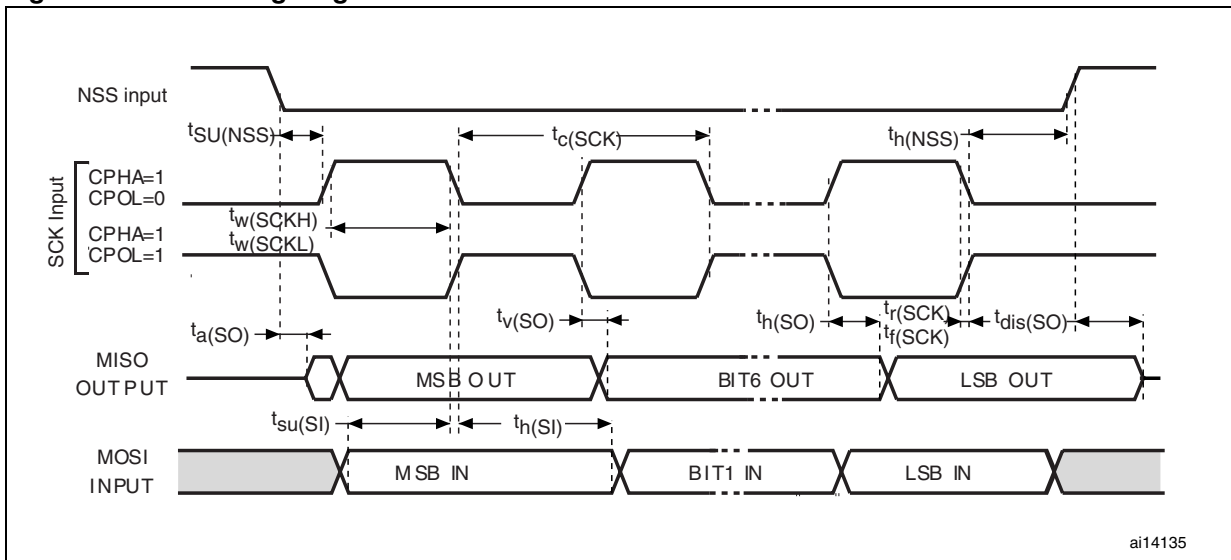 NSS input
tSU(NSS)
tc(SCK)
th(NSS)
SCK Input
CPHA=1
CPOL=0
tw(SCKH)
CPHA=1
tw(SCKL)
CPOL=1
ta(SO)
tv(SO)
th(SO)
tr(SCK)
tf(SCK)
tdis(SO)
MISO
OUTPUT
MSB OUT
BIT6 OUT
LSB OUT
tsu(SI)
th(SI)
MOSI
INPUT
MSB IN
BIT1 IN
LSB IN
ai14135